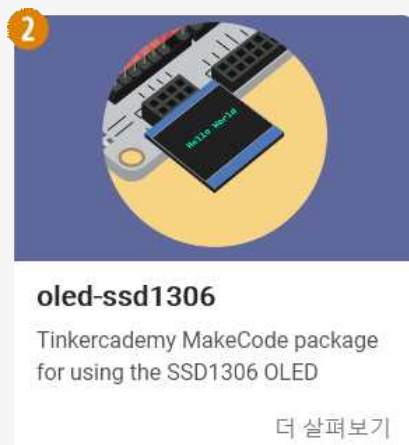 2
Hello World
oled-ssd1306
Tinkercademy MakeCode package
for using the SSD1306 OLED
더 살펴보기